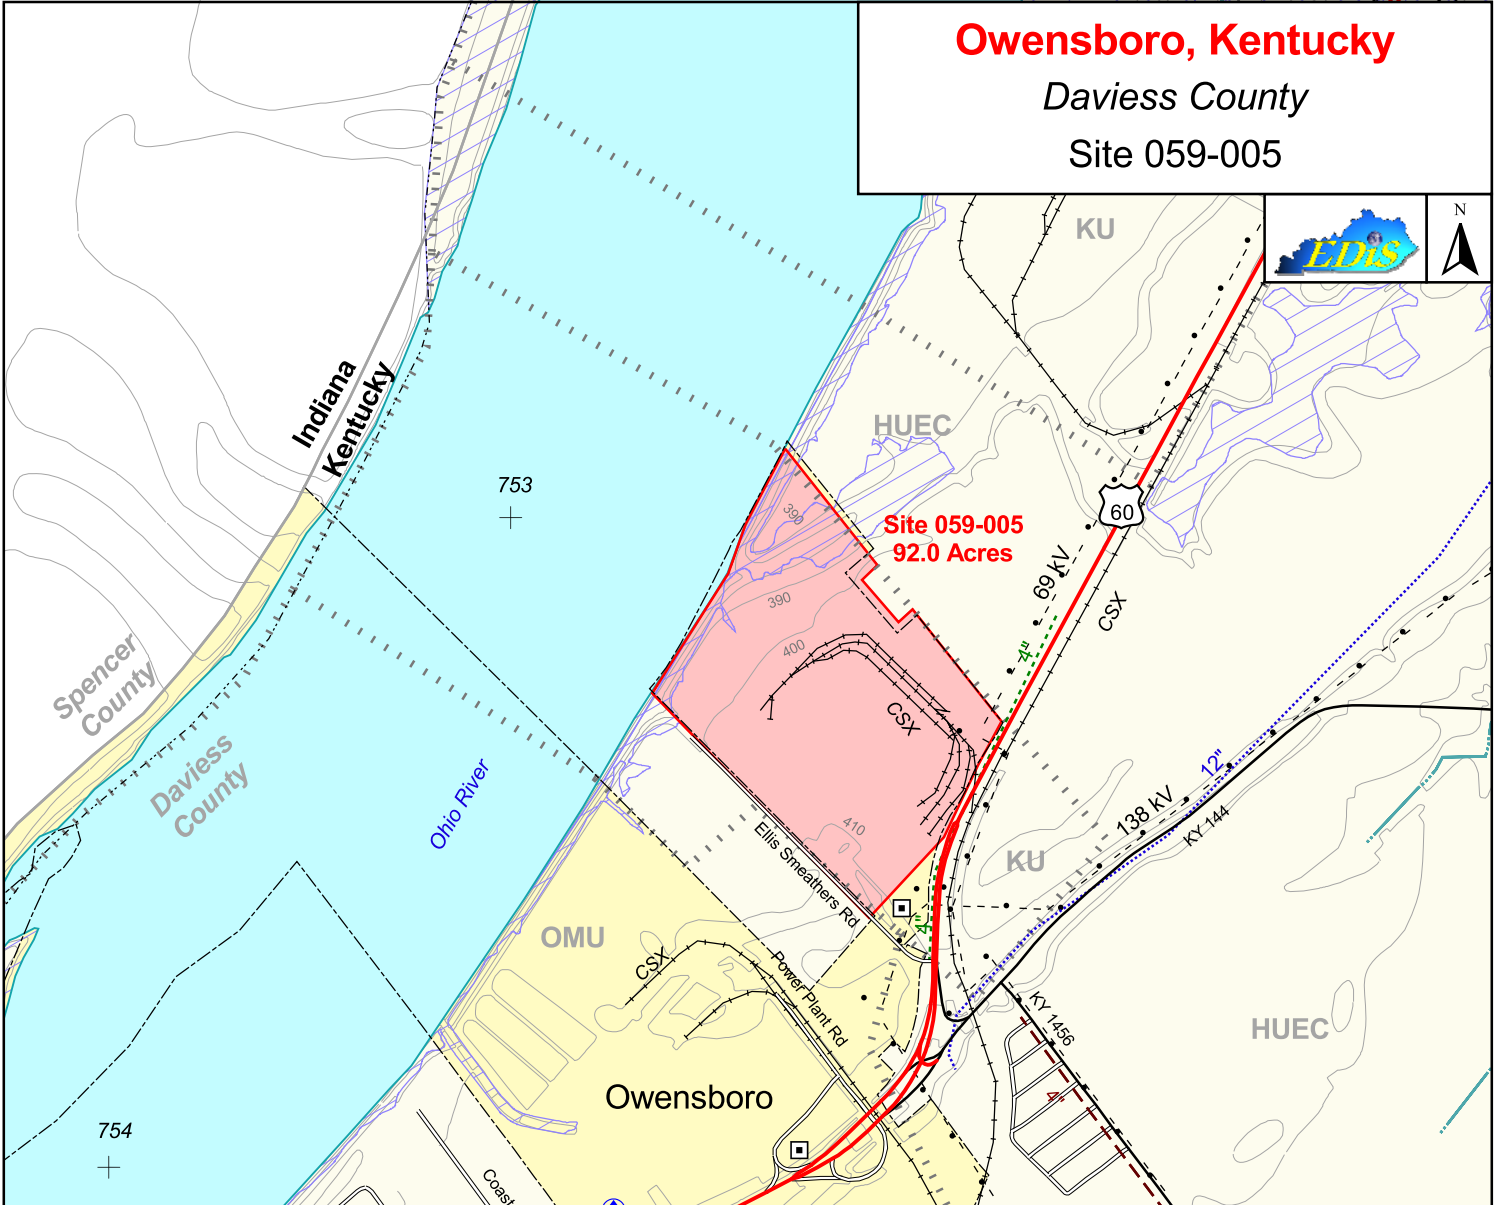 Owensboro, Kentucky
Daviess County
Site 059-005
N
EDiS
KU
Indiana
Kentucky
HUEC
753
60
Site 059-005
92.0 Acres
390
69 kV
CSX
390
4"
400
Spencer
County
CSX
Daviess
County
12"
Ohio River
138 kV
KY 144
410
Ellis Smeathers Rd
KU
4"
OMU
CSX
Power Plant Rd
KY 1456
HUEC
Owensboro
4"
754
Coast